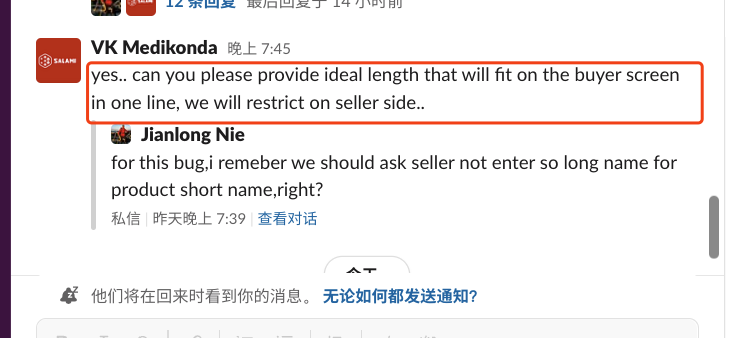 12 条回复 最后回复于 14 小时前
SALAMI
VK Medikonda 晚上 7:45
yes.. can you please provide ideal length that will fit on the buyer screen
in one line, we will restrict on seller side..
Jianlong Nie
for this bug,i remeber we should ask seller not enter so long name for
product short name,right?
私信 | 昨天晚上 7:39 | 查看对话
今天
他们将在回来时看到你的消息。 无论如何都发送通知?